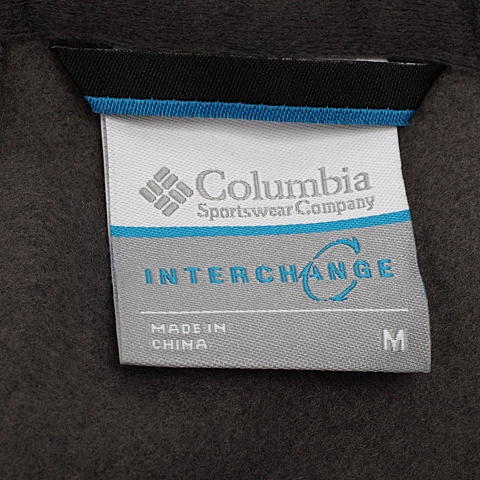 Columbia
Sportswear Company
INTERCHANGE
MADE IN
CHINA
M